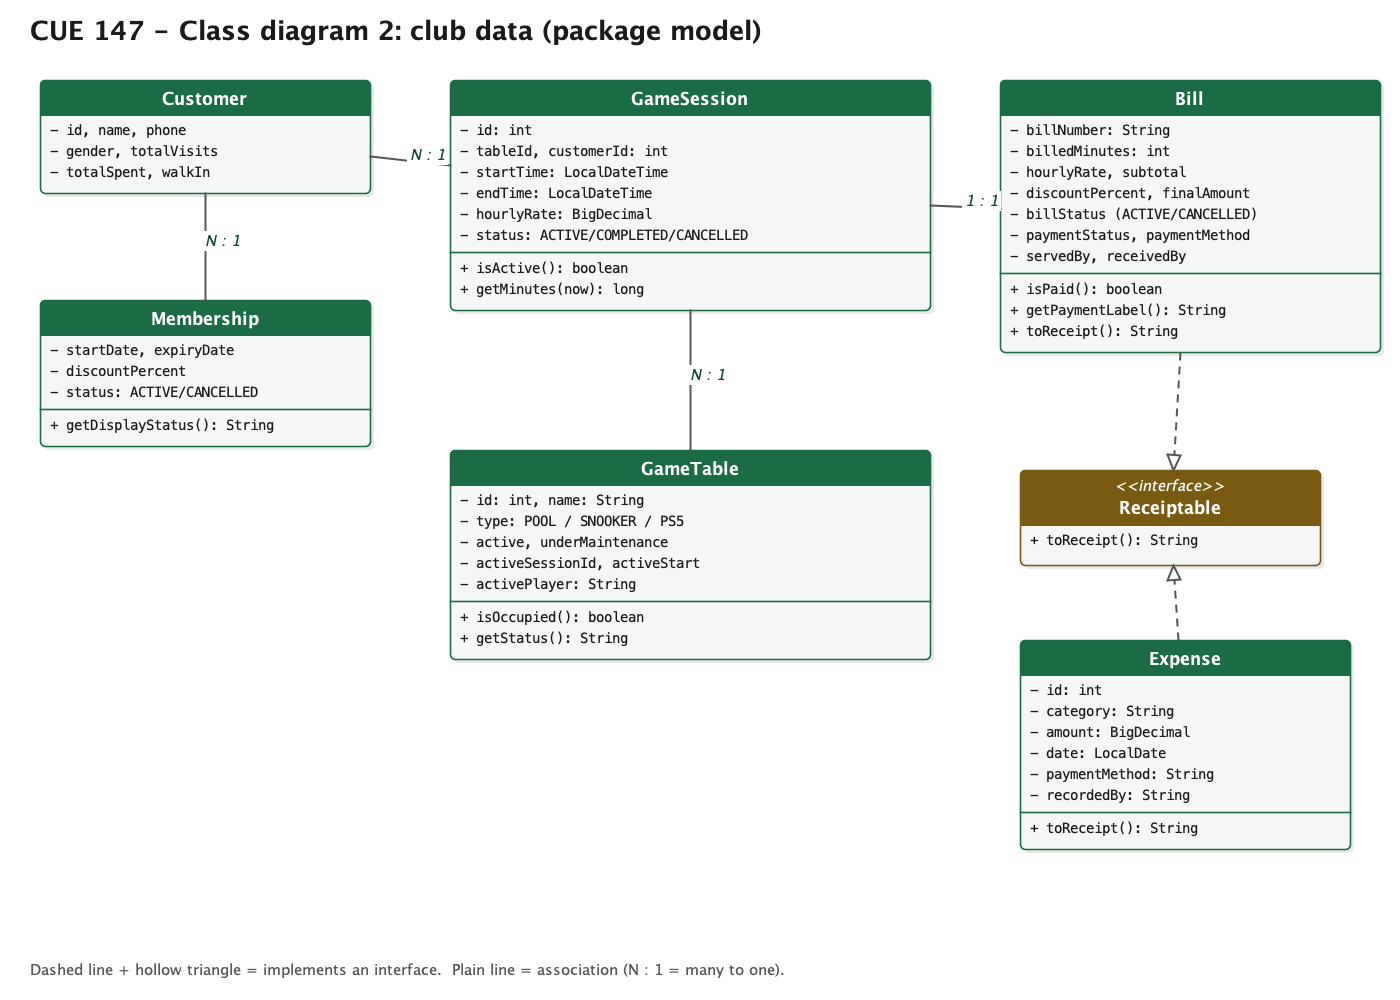 CUE 147 – Class diagram 2: club data (package model)
Customer
– id, name, phone
– gender, totalVisits
– totalSpent, walkIn
N : 1
N : 1
Membership
– startDate, expiryDate
– discountPercent
– status: ACTIVE/CANCELLED
+ getDisplayStatus(): String
GameSession
– id: int
– tableId, customerId: int
– startTime: LocalDateTime
– endTime: LocalDateTime
– hourlyRate: BigDecimal
– status: ACTIVE/COMPLETED/CANCELLED
+ isActive(): boolean
+ getMinutes(now): long
1 : 1
N : 1
GameTable
– id: int, name: String
– type: POOL / SNOOKER / PS5
– active, underMaintenance
– activeSessionId, activeStart
– activePlayer: String
+ isOccupied(): boolean
+ getStatus(): String
Bill
– billNumber: String
– billedMinutes: int
– hourlyRate, subtotal
– discountPercent, finalAmount
– billStatus (ACTIVE/CANCELLED)
– paymentStatus, paymentMethod
– servedBy, receivedBy
+ isPaid(): boolean
+ getPaymentLabel(): String
+ toReceipt(): String
<<interface>>
Receiptable
+ toReceipt(): String
Expense
– id: int
– category: String
– amount: BigDecimal
– date: LocalDate
– paymentMethod: String
– recordedBy: String
+ toReceipt(): String
Dashed line + hollow triangle = implements an interface.  Plain line = association (N : 1 = many to one).